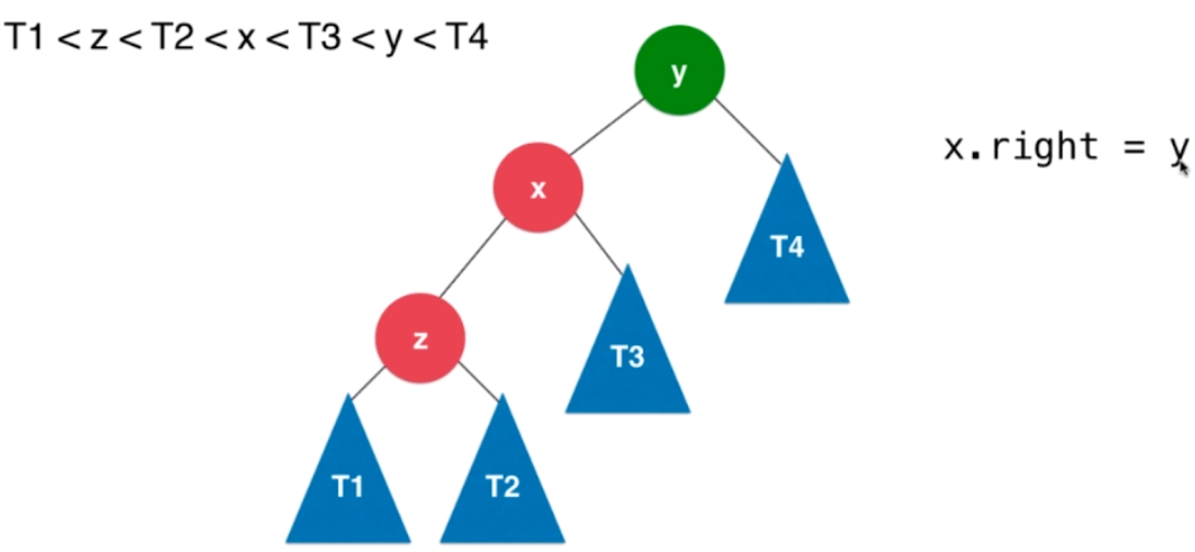 T1 < z < T2 < x < T3 < y < T4
y
x.right = y
x
T4
z
T3
T1
T2